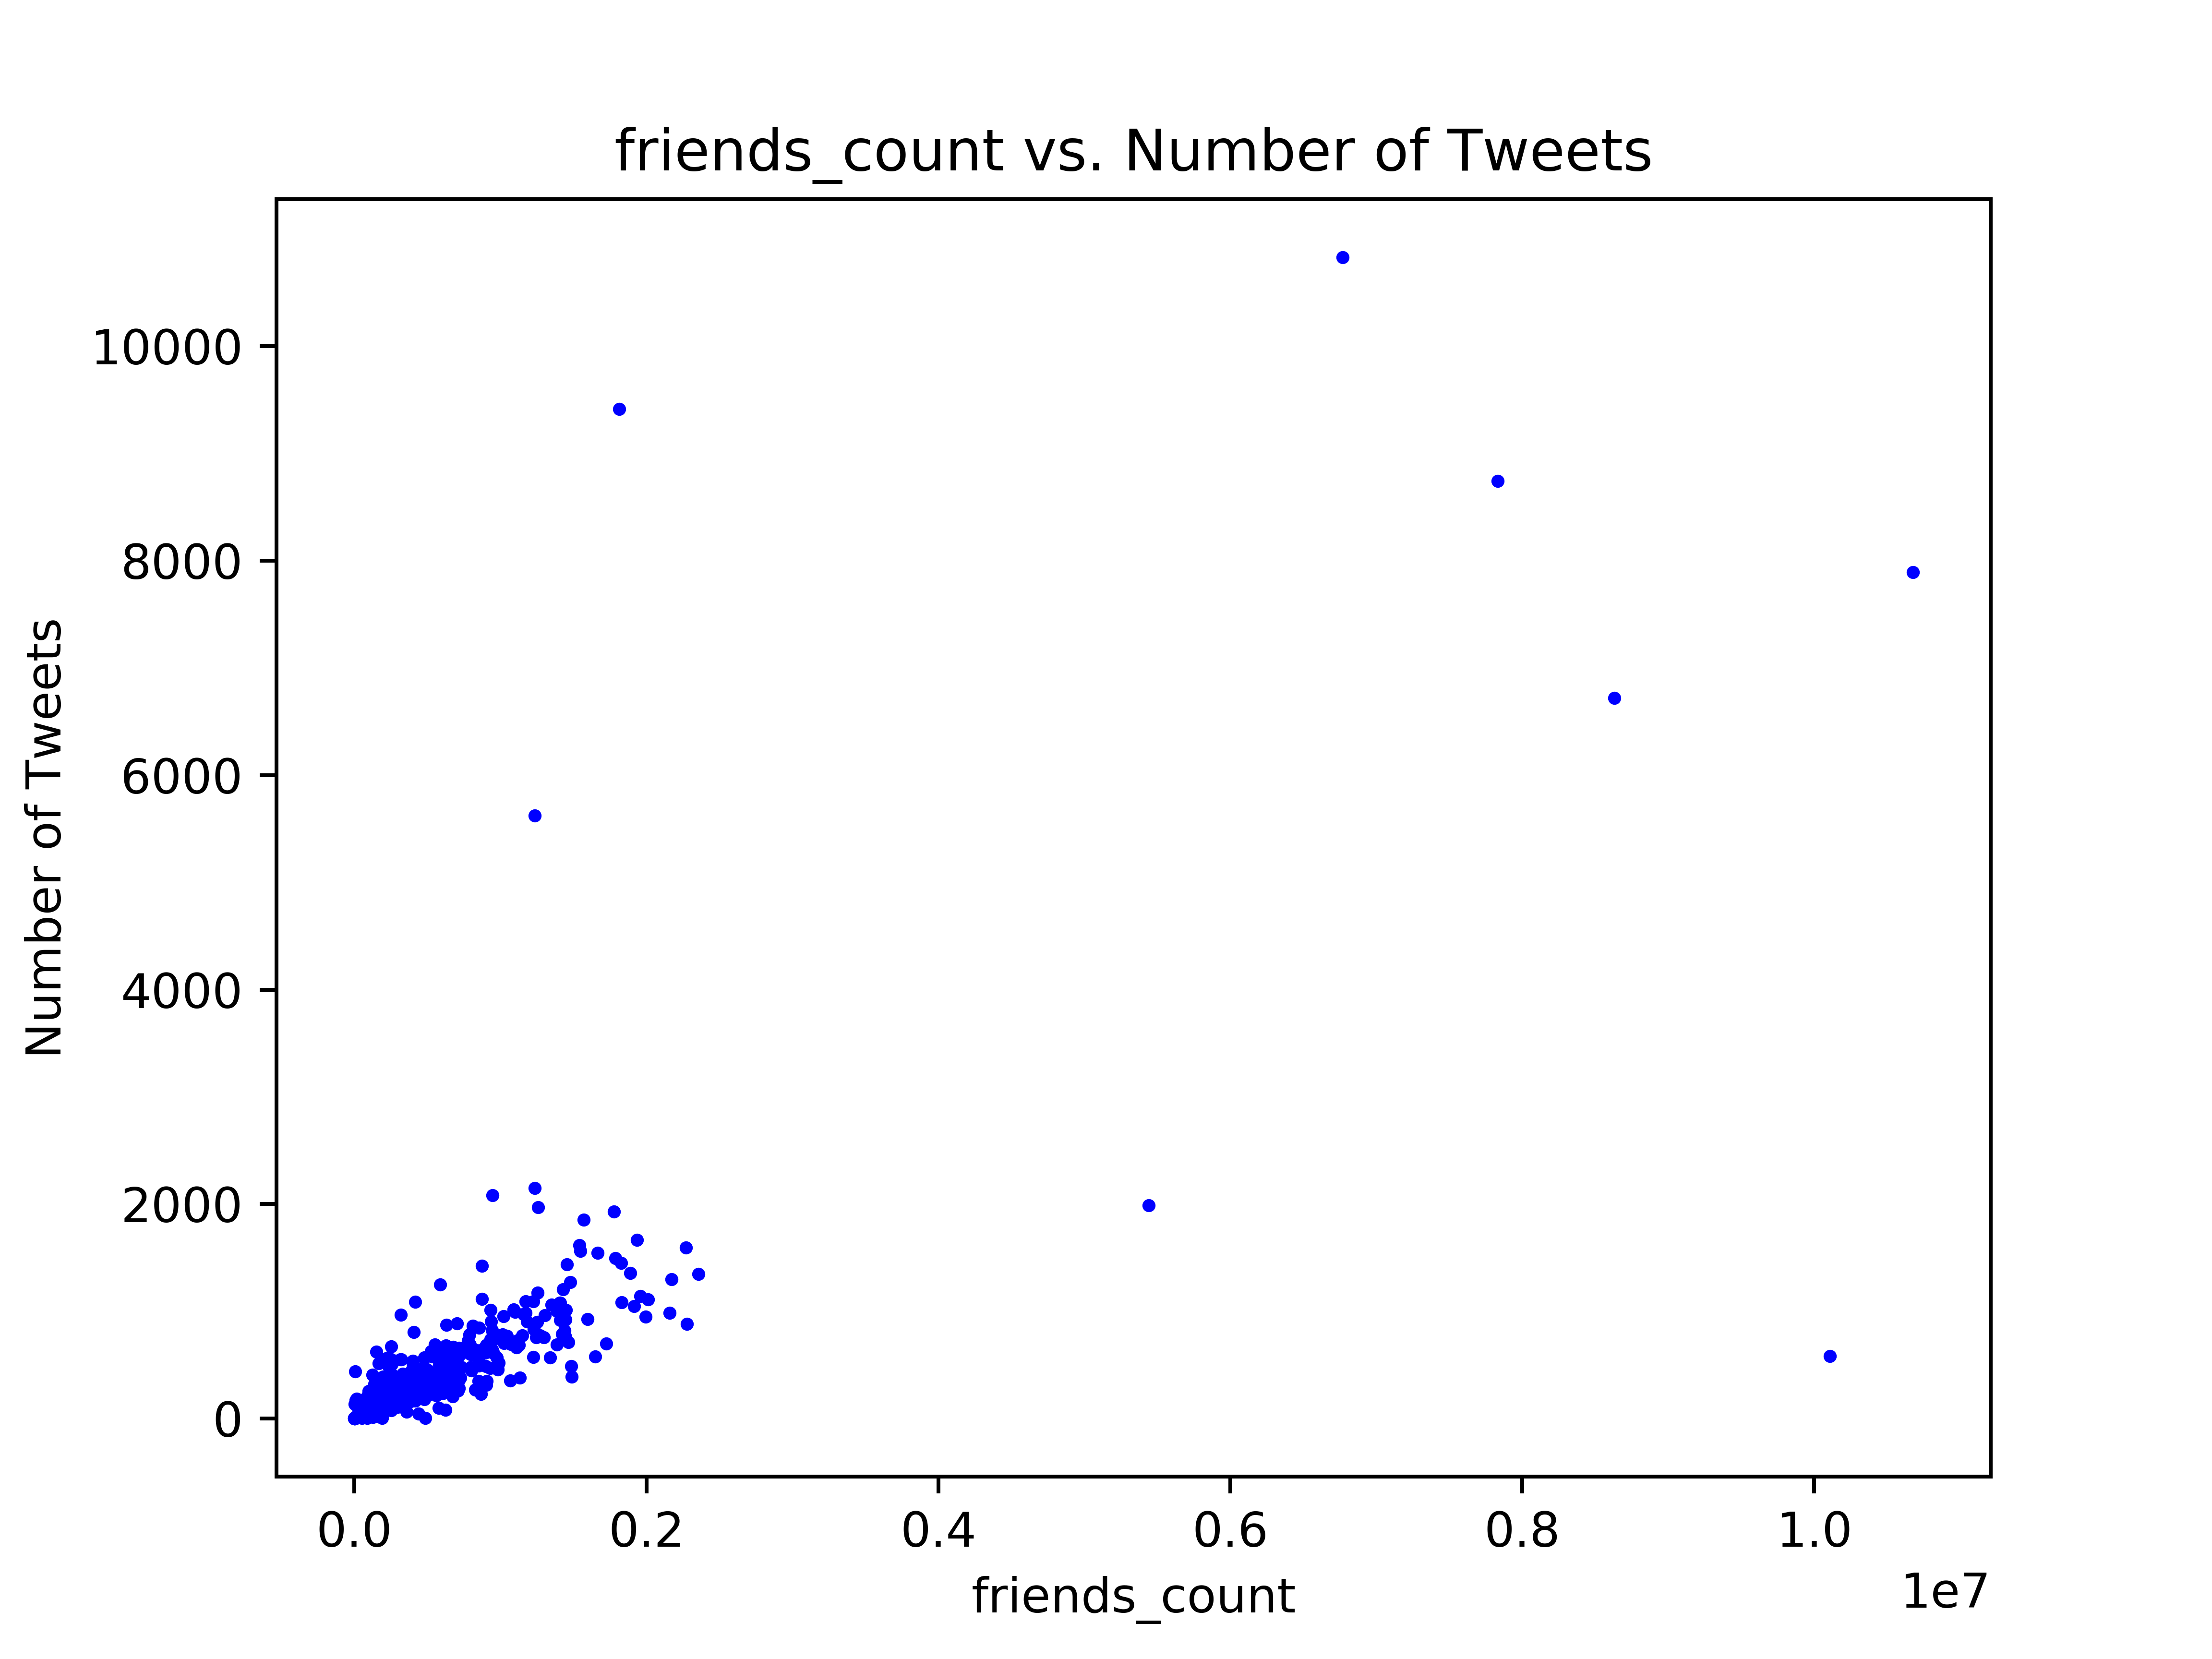 friends_count vs. Number of Tweets
10000
8000
6000
4000
2000
0
Number of Tweets
0.0 0.2 0.4 0.6 0.8 1.0
1e7
friends_count